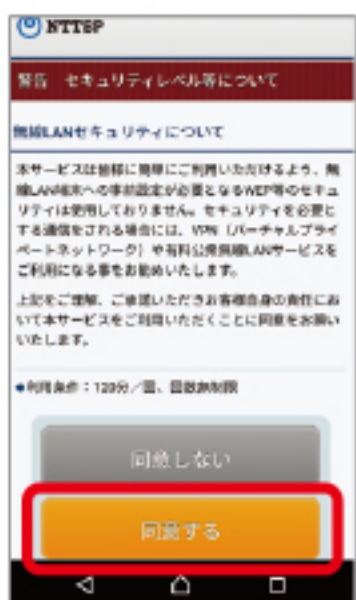 NTTBP
警告 セキュリティレベル等について
無線LANセキュリティについて
本サービスは皆様に簡単にご利用いただけるよう、無
線LAN端末への事前設定が必要となるWEP等のセキュ
リティは使用しておりません。セキュリティを必要と
する通信をされる場合には、VPN（バーチャルプライ
ベートネットワーク）や有料公衆無線LANサービスを
ご利用になる事をお勧めいたします。
上記をご理解、ご承諾いただきお客様自身の責任にお
いて本サービスをご利用いただくことに同意をお願い
いたします。
◆利用条件：120分／回、回数無制限
同意しない
同意する